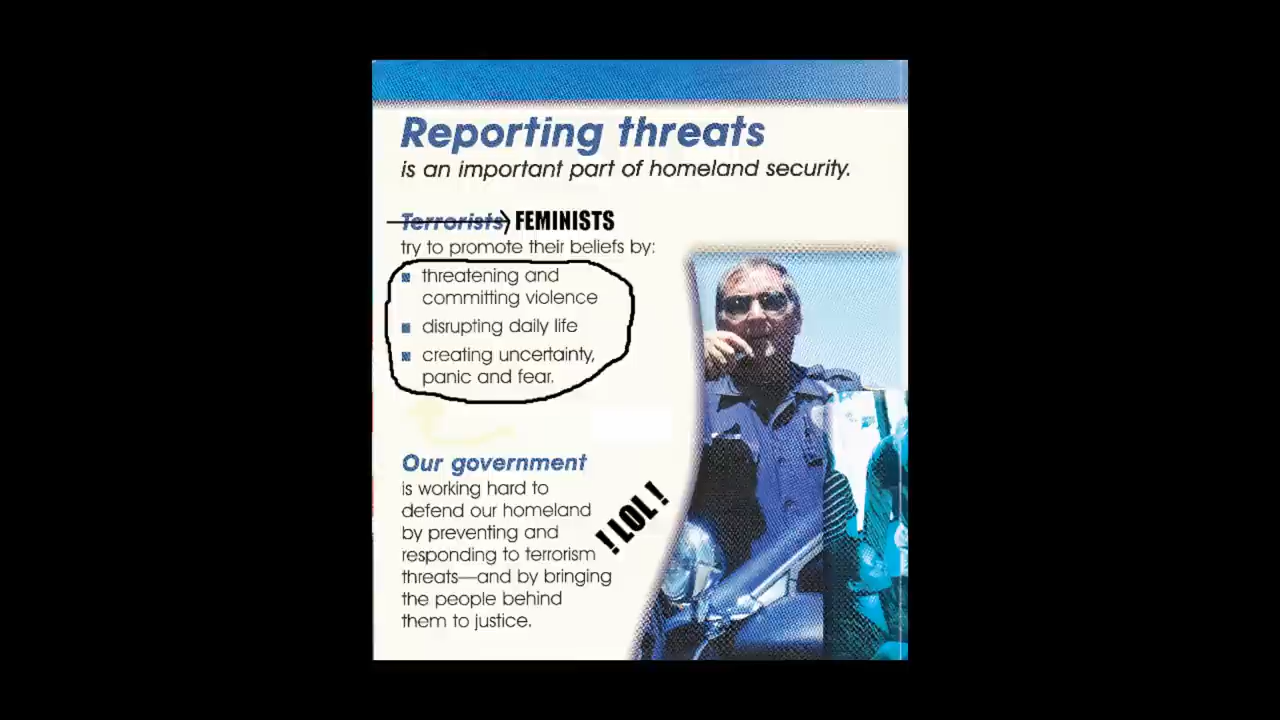 Reporting threats
is an important part of homeland security.
Terrorists FEMINISTS
try to promote their beliefs by:
threatening and
committing violence
disrupting daily life
creating uncertainty,
panic and fear.
Our government
is working hard to
defend our homeland
by preventing and
responding to terrorism
threats—and by bringing
the people behind
them to justice.
! LOL !